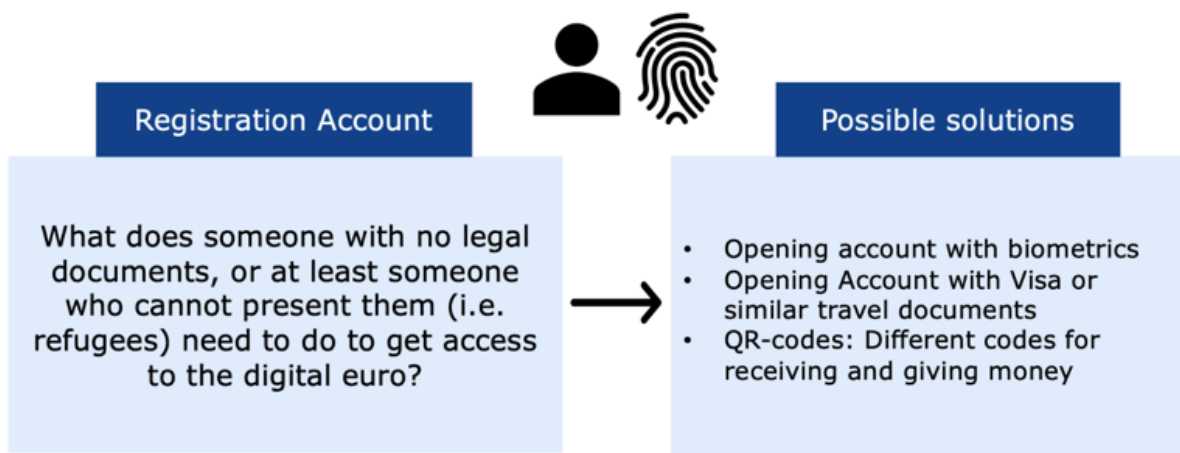 Registration Account
What does someone with no legal
documents, or at least someone
who cannot present them (i.e.
refugees) need to do to get access
to the digital euro?
Possible solutions
• Opening account with biometrics
• Opening Account with Visa or
similar travel documents
• QR-codes: Different codes for
receiving and giving money